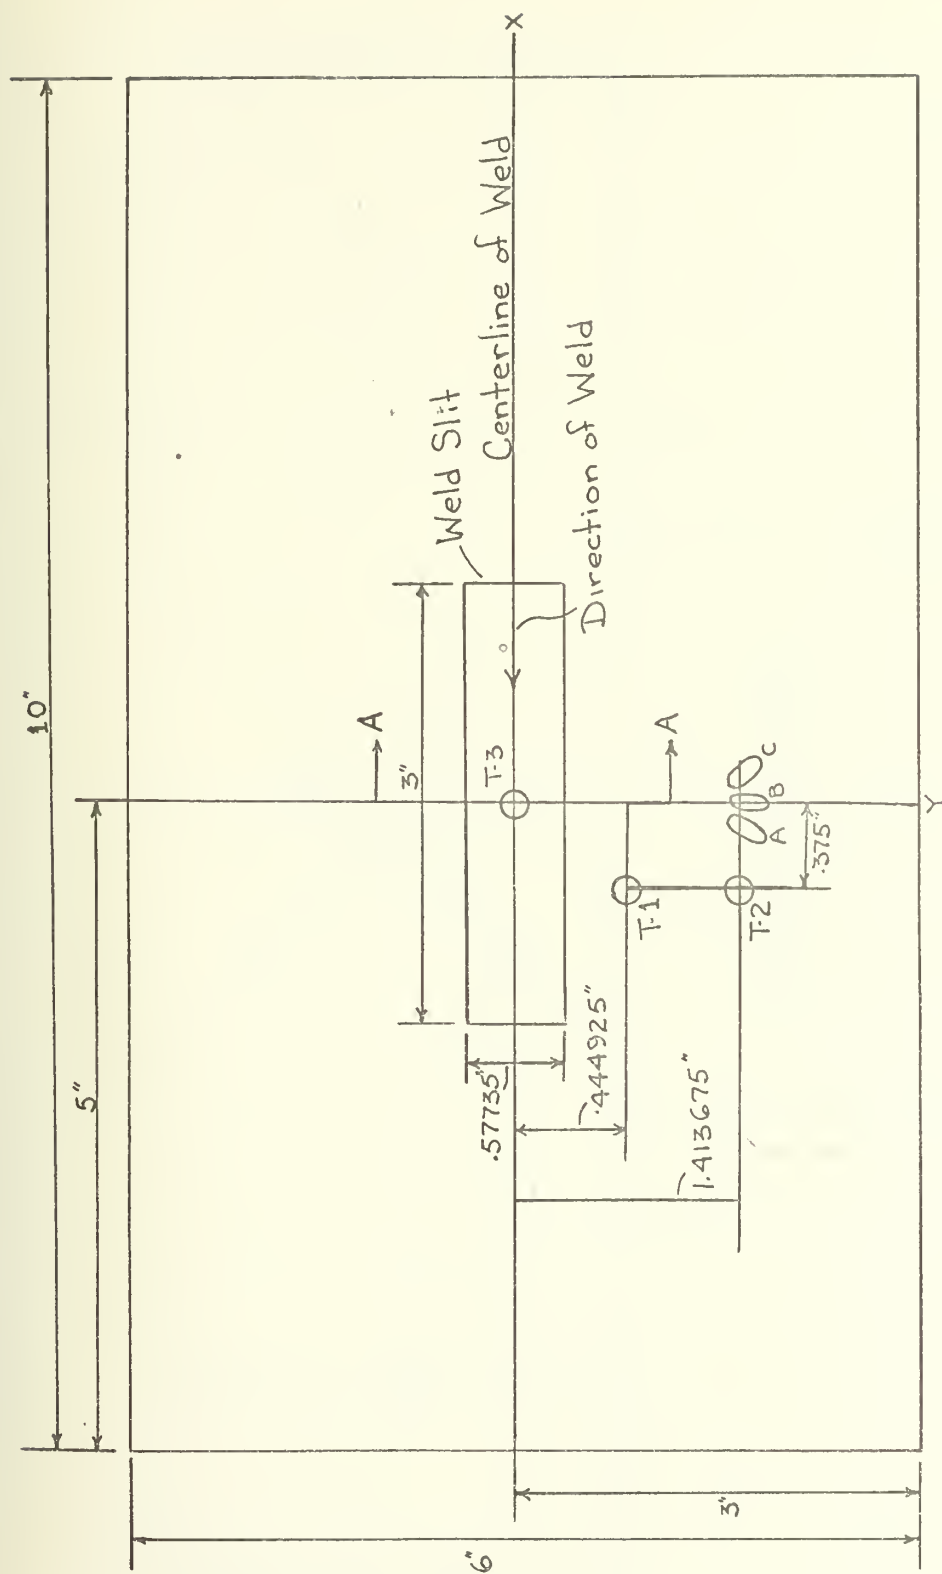 10"
5"
X
Centerline of Weld
Weld Slit
Direction of Weld
A
3"
T-3
A
C
B
A
.375"
Y
T-1
T-2
.57735"
.444925"
1.413675"
3"
6"